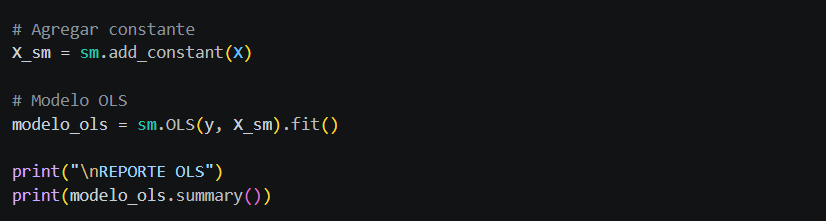 # Agregar constante
X_sm = sm.add_constant(X)
# Modelo OLS
modelo_ols = sm.OLS(y, X_sm).fit()
print("\nREPORTE OLS")
print(modelo_ols.summary())